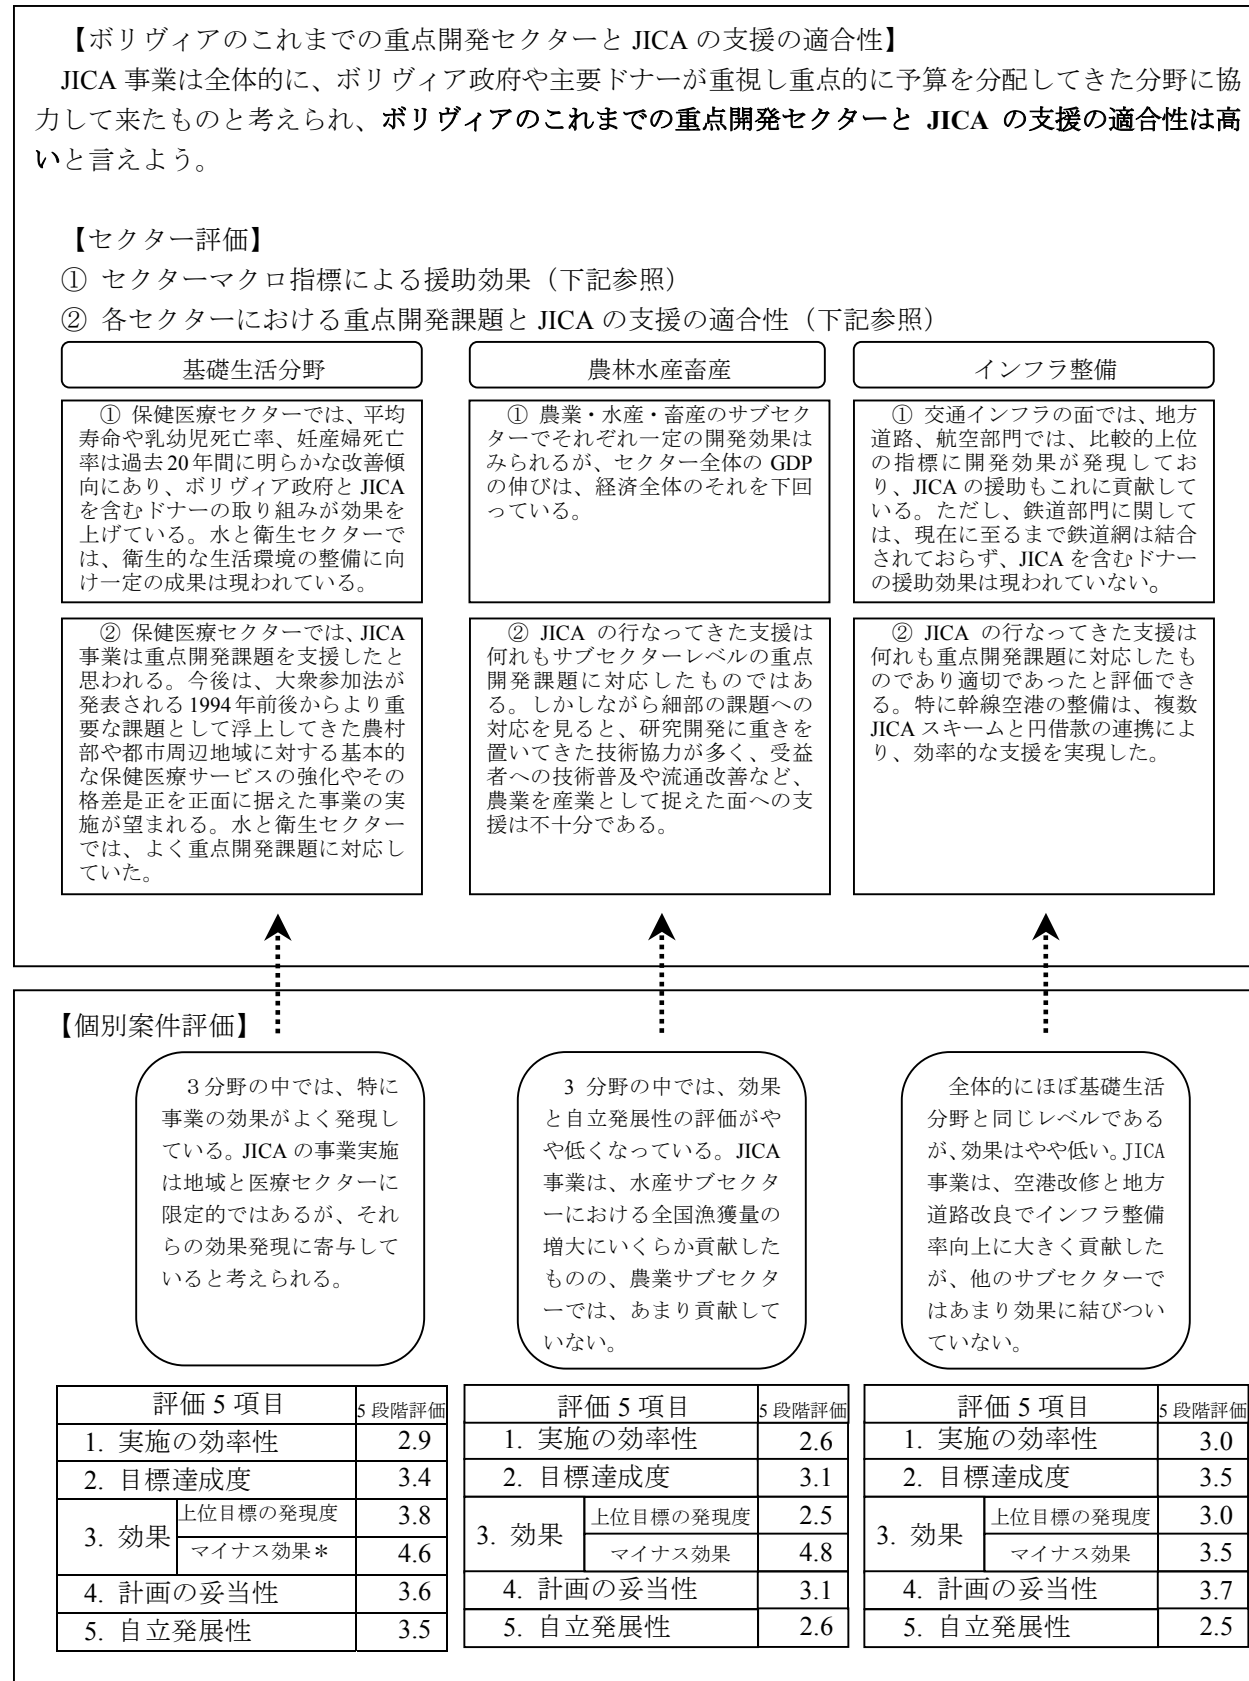 【ボリヴィアのこれまでの重点開発セクターと JICA の支援の適合性】
JICA 事業は全体的に、ボリヴィア政府や主要ドナーが重視し重点的に予算を分配してきた分野に協
力して来たものと考えられ、ボリヴィアのこれまでの重点開発セクターと JICA の支援の適合性は高
いと言えよう。
【セクター評価】
① セクターマクロ指標による援助効果（下記参照）
② 各セクターにおける重点開発課題と JICA の支援の適合性（下記参照）
基礎生活分野
① 保健医療セクターでは、平均
寿命や乳幼児死亡率、妊産婦死亡
率は過去 20 年間に明らかな改善傾
向にあり、ボリヴィア政府と JICA
を含むドナーの取り組みが効果を
上げている。水と衛生セクターで
は、衛生的な生活環境の整備に向
け一定の成果は現われている。
② 保健医療セクターでは、JICA
事業は重点開発課題を支援したと
思われる。今後は、大衆参加法が
発表される 1994 年前後からより重
要な課題として浮上してきた農村
部や都市周辺地域に対する基本的
な保健医療サービスの強化やその
格差是正を正面に据えた事業の実
施が望まれる。水と衛生セクター
では、よく重点開発課題に対応し
ていた。
農林水産畜産
① 農業・水産・畜産のサブセク
ターでそれぞれ一定の開発効果は
みられるが、セクター全体の GDP
の伸びは、経済全体のそれを下回
っている。
② JICA の行なってきた支援は
何れもサブセクターレベルの重点
開発課題に対応したものではあ
る。しかしながら細部の課題への
対応を見ると、研究開発に重きを
置いてきた技術協力が多く、受益
者への技術普及や流通改善など、
農業を産業として捉えた面への支
援は不十分である。
インフラ整備
① 交通インフラの面では、地方
道路、航空部門では、比較的上位
の指標に開発効果が発現してお
り、JICA の援助もこれに貢献して
いる。ただし、鉄道部門に関して
は、現在に至るまで鉄道網は結合
されておらず、JICA を含むドナー
の援助効果は現われていない。
② JICA の行なってきた支援は
何れも重点開発課題に対応したも
のであり適切であったと評価でき
る。特に幹線空港の整備は、複数
JICA スキームと円借款の連携によ
り、効率的な支援を実現した。
【個別案件評価】
3 分野の中では、特に
事業の効果がよく発現し
ている。JICA の事業実施
は地域と医療セクターに
限定的ではあるが、それ
らの効果発現に寄与して
いると考えられる。
3 分野の中では、効果
と自立発展性の評価がや
や低くなっている。JICA
事業は、水産サブセクタ
ーにおける全国漁獲量の
増大にいくらか貢献した
ものの、農業サブセクタ
ーでは、あまり貢献して
いない。
全体的にほぼ基礎生活
分野と同じレベルである
が、効果はやや低い。JICA
事業は、空港改修と地方
道路改良でインフラ整備
率向上に大きく貢献した
が、他のサブセクターで
はあまり効果に結びつい
ていない。
評価 5 項目 5 段階評価
1. 実施の効率性 2.9
2. 目標達成度 3.4
3. 効果 上位目標の発現度 3.8
マイナス効果＊ 4.6
4. 計画の妥当性 3.6
5. 自立発展性 3.5
評価 5 項目 5 段階評価
1. 実施の効率性 2.6
2. 目標達成度 3.1
3. 効果 上位目標の発現度 2.5
マイナス効果 4.8
4. 計画の妥当性 3.1
5. 自立発展性 2.6
評価 5 項目 5 段階評価
1. 実施の効率性 3.0
2. 目標達成度 3.5
3. 効果 上位目標の発現度 3.0
マイナス効果 3.5
4. 計画の妥当性 3.7
5. 自立発展性 2.5